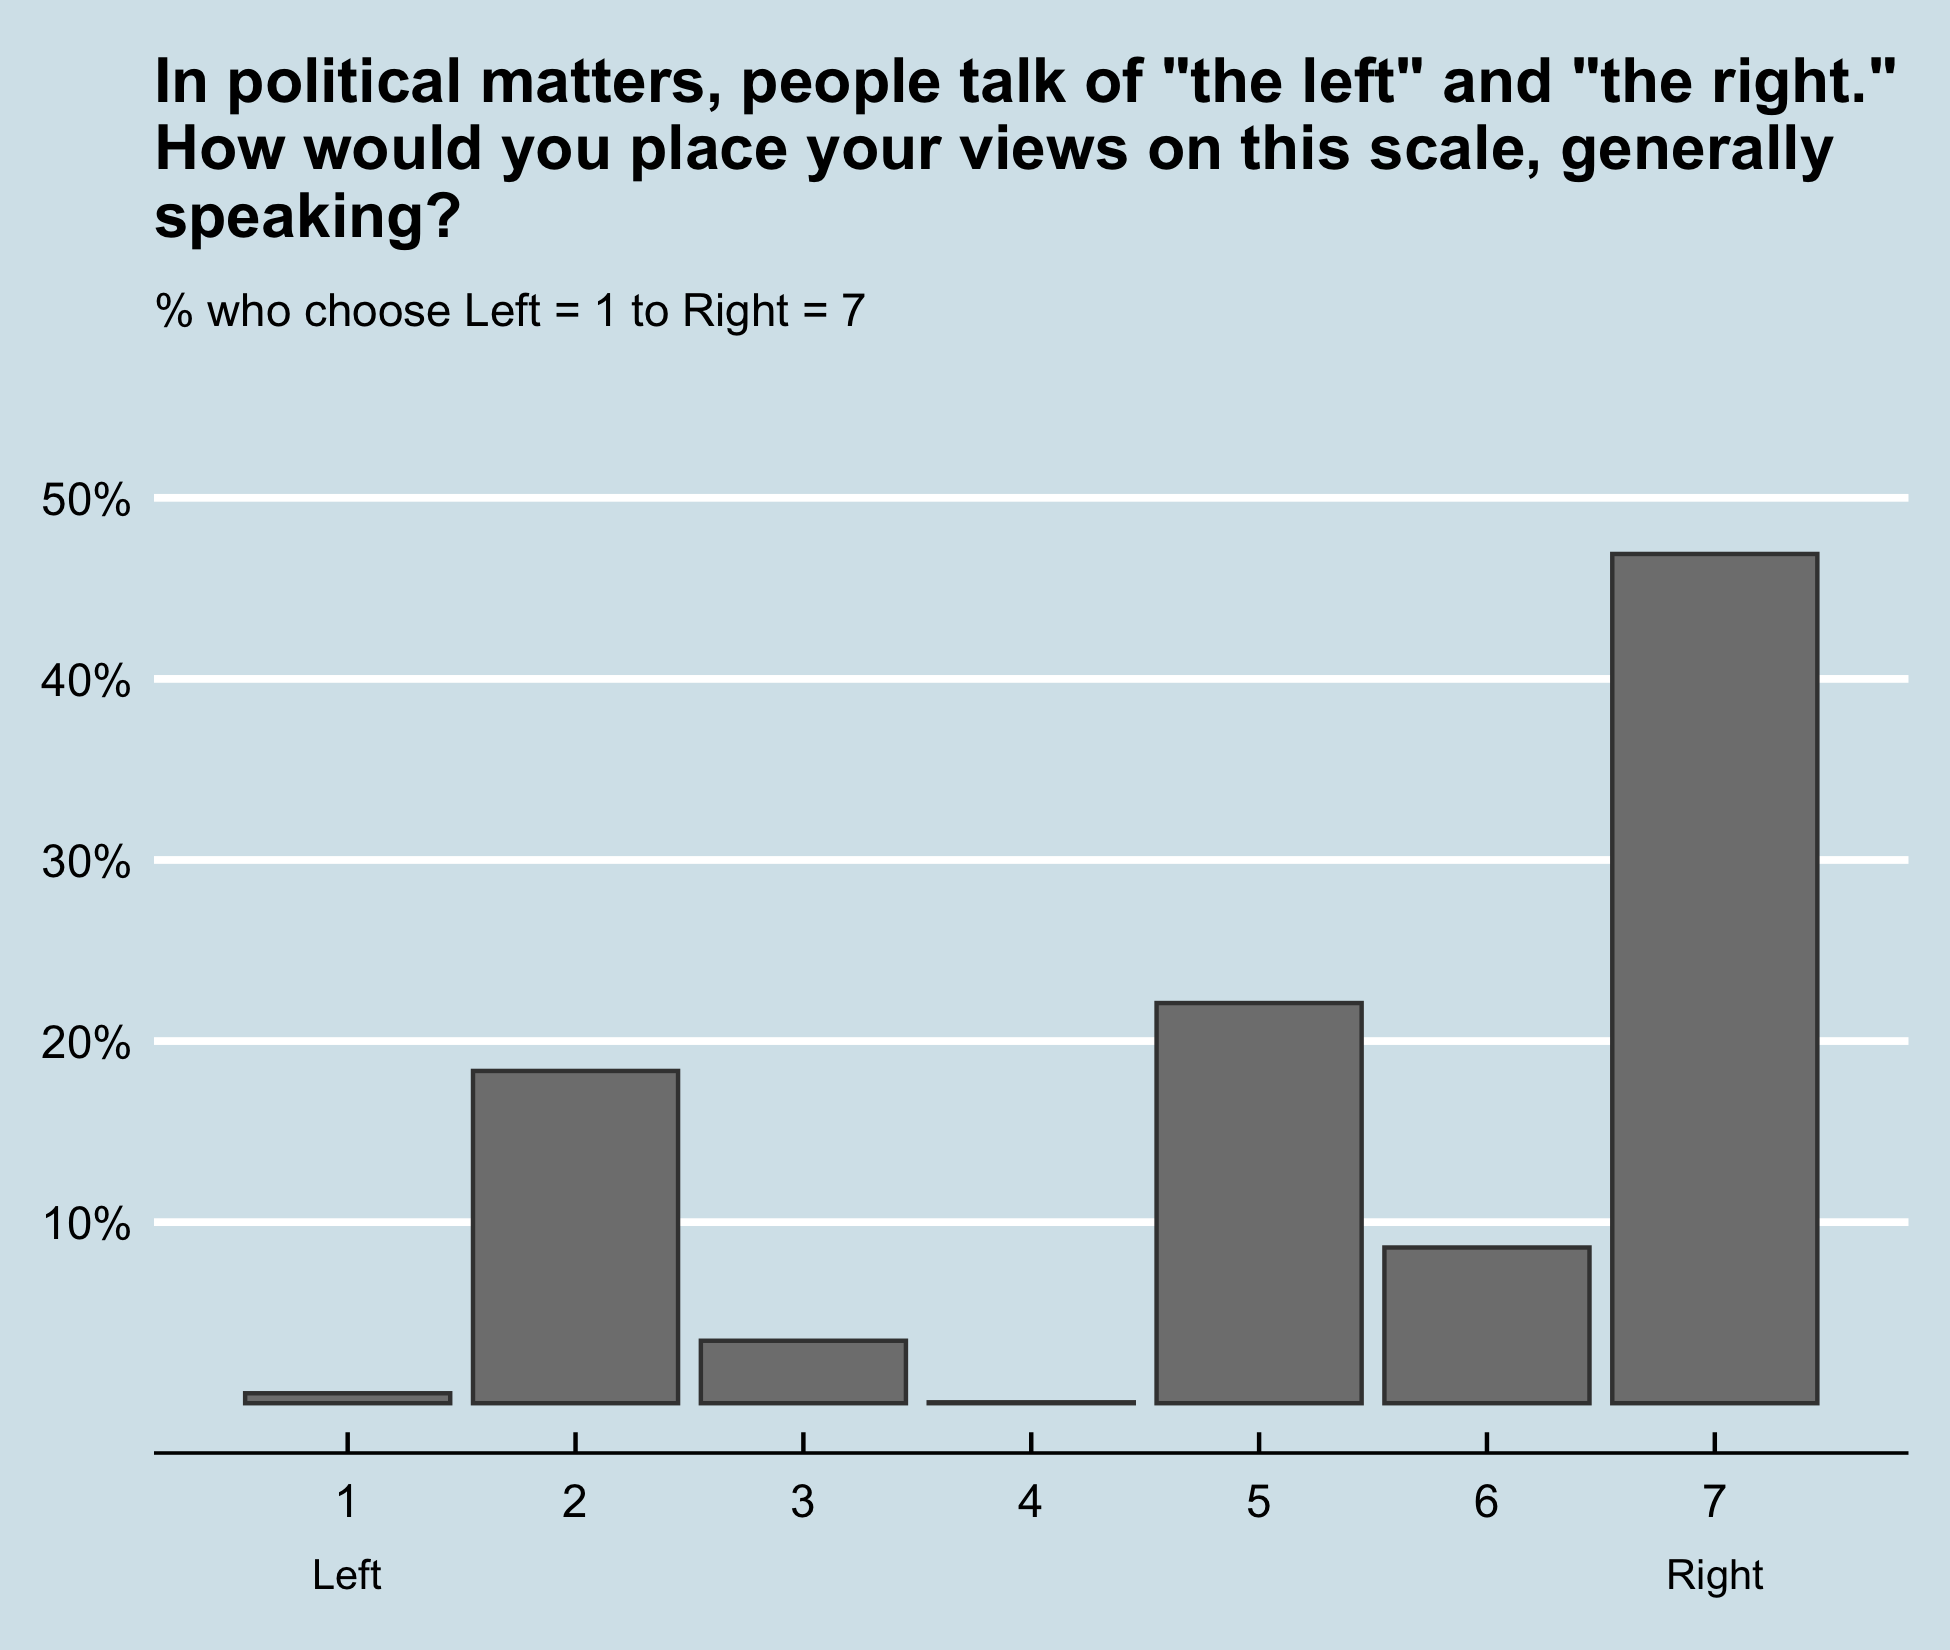 In political matters, people talk of "the left" and "the right."
How would you place your views on this scale, generally
speaking?
% who choose Left = 1 to Right = 7
50%
40%
30%
20%
10%
1 2 3 4 5 6 7
Left Right